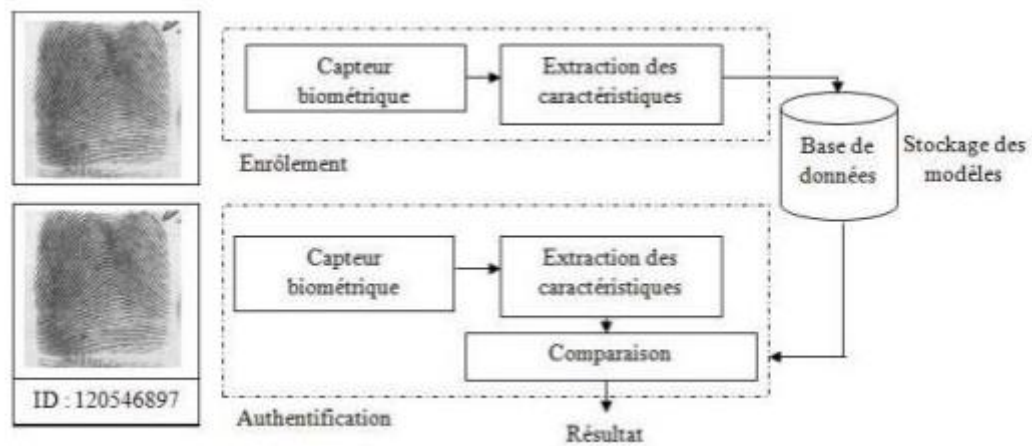 Capteur
biométrique
Extraction des
caractéristiques
Enrôlement
Base de
données
Stockage des
modèles
Capteur
biométrique
Extraction des
caractéristiques
Comparaison
ID : 120546897
Authentification
Résultat